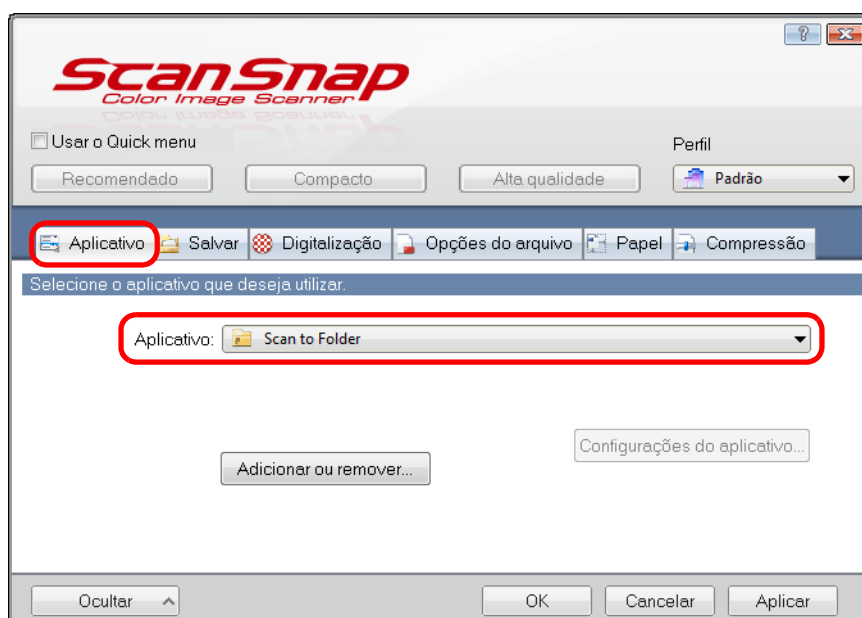 ScanSnap
Color Image Scanner
Usar o Quick menu
Perfil
Recomendado Compacto Alta qualidade Padrão
Aplicativo Salvar Digitalização Opções do arquivo Papel Compressão
Selecione o aplicativo que deseja utilizar.
Aplicativo: Scan to Folder
Configurações do aplicativo...
Adicionar ou remover...
Ocultar OK Cancelar Aplicar